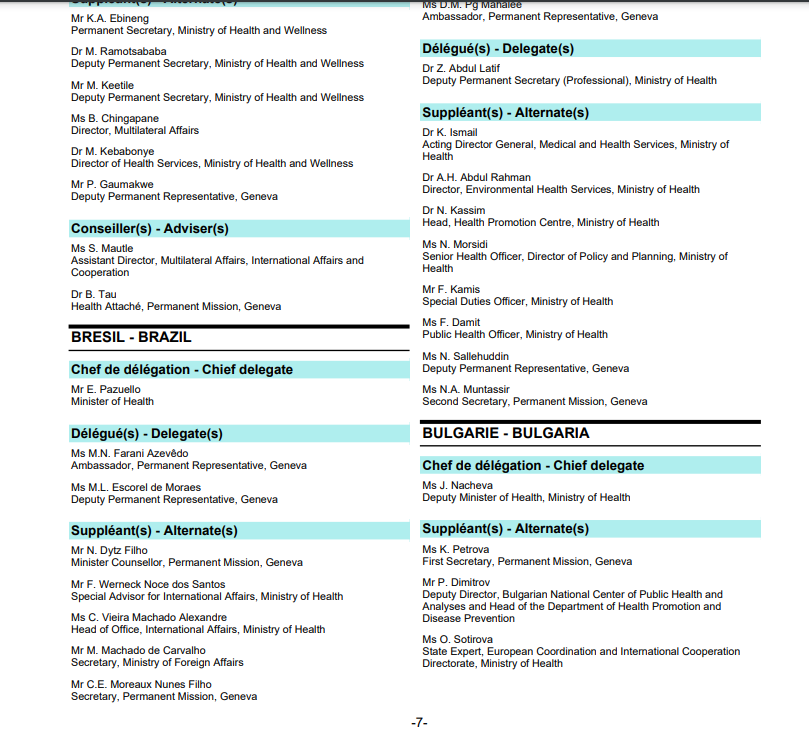 Suppléant(s) - Alternate(s)
Mr K.A. Ebineng
Permanent Secretary, Ministry of Health and Wellness
Dr M. Ramotsababa
Deputy Permanent Secretary, Ministry of Health and Wellness
Mr M. Keetile
Deputy Permanent Secretary, Ministry of Health and Wellness
Ms B. Chingapane
Director, Multilateral Affairs
Dr M. Kebabonye
Director of Health Services, Ministry of Health and Wellness
Mr P. Gaumakwe
Deputy Permanent Representative, Geneva
Conseiller(s) - Adviser(s)
Ms S. Mautle
Assistant Director, Multilateral Affairs, International Affairs and
Cooperation
Dr B. Tau
Health Attaché, Permanent Mission, Geneva
BRESIL - BRAZIL
Chef de délégation - Chief delegate
Mr E. Pazuello
Minister of Health
Délégué(s) - Delegate(s)
Ms M.N. Farani Azevêdo
Ambassador, Permanent Representative, Geneva
Ms M.L. Escorel de Moraes
Deputy Permanent Representative, Geneva
Suppléant(s) - Alternate(s)
Mr N. Dytz Filho
Minister Counsellor, Permanent Mission, Geneva
Mr F. Werneck Noce dos Santos
Special Advisor for International Affairs, Ministry of Health
Ms C. Vieira Machado Alexandre
Head of Office, International Affairs, Ministry of Health
Mr M. Machado de Carvalho
Secretary, Ministry of Foreign Affairs
Mr C.E. Moreaux Nunes Filho
Secretary, Permanent Mission, Geneva
Ms D.M. Pg Mahalee
Ambassador, Permanent Representative, Geneva
Délégué(s) - Delegate(s)
Dr Z. Abdul Latif
Deputy Permanent Secretary (Professional), Ministry of Health
Suppléant(s) - Alternate(s)
Dr K. Ismail
Acting Director General, Medical and Health Services, Ministry of
Health
Dr A.H. Abdul Rahman
Director, Environmental Health Services, Ministry of Health
Dr N. Kassim
Head, Health Promotion Centre, Ministry of Health
Ms N. Morsidi
Senior Health Officer, Director of Policy and Planning, Ministry of
Health
Mr F. Kamis
Special Duties Officer, Ministry of Health
Ms F. Damit
Public Health Officer, Ministry of Health
Ms N. Sallehuddin
Deputy Permanent Representative, Geneva
Ms N.A. Muntassir
Second Secretary, Permanent Mission, Geneva
BULGARIE - BULGARIA
Chef de délégation - Chief delegate
Ms J. Nacheva
Deputy Minister of Health, Ministry of Health
Suppléant(s) - Alternate(s)
Ms K. Petrova
First Secretary, Permanent Mission, Geneva
Mr P. Dimitrov
Deputy Director, Bulgarian National Center of Public Health and
Analyses and Head of the Department of Health Promotion and
Disease Prevention
Ms O. Sotirova
State Expert, European Coordination and International Cooperation
Directorate, Ministry of Health
-7-